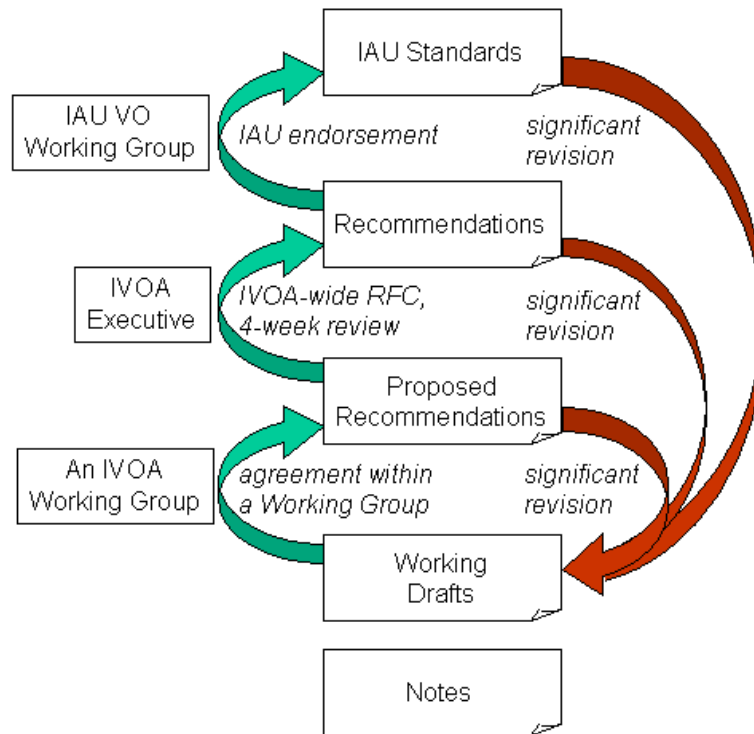 IAU Standards
IAU VO
Working Group
IAU endorsement
significant
revision
Recommendations
IVOA
Executive
IVOA-wide RFC,
4-week review
significant
revision
Proposed
Recommendations
An IVOA
Working Group
agreement within
a Working Group
significant
revision
Working
Drafts
Notes